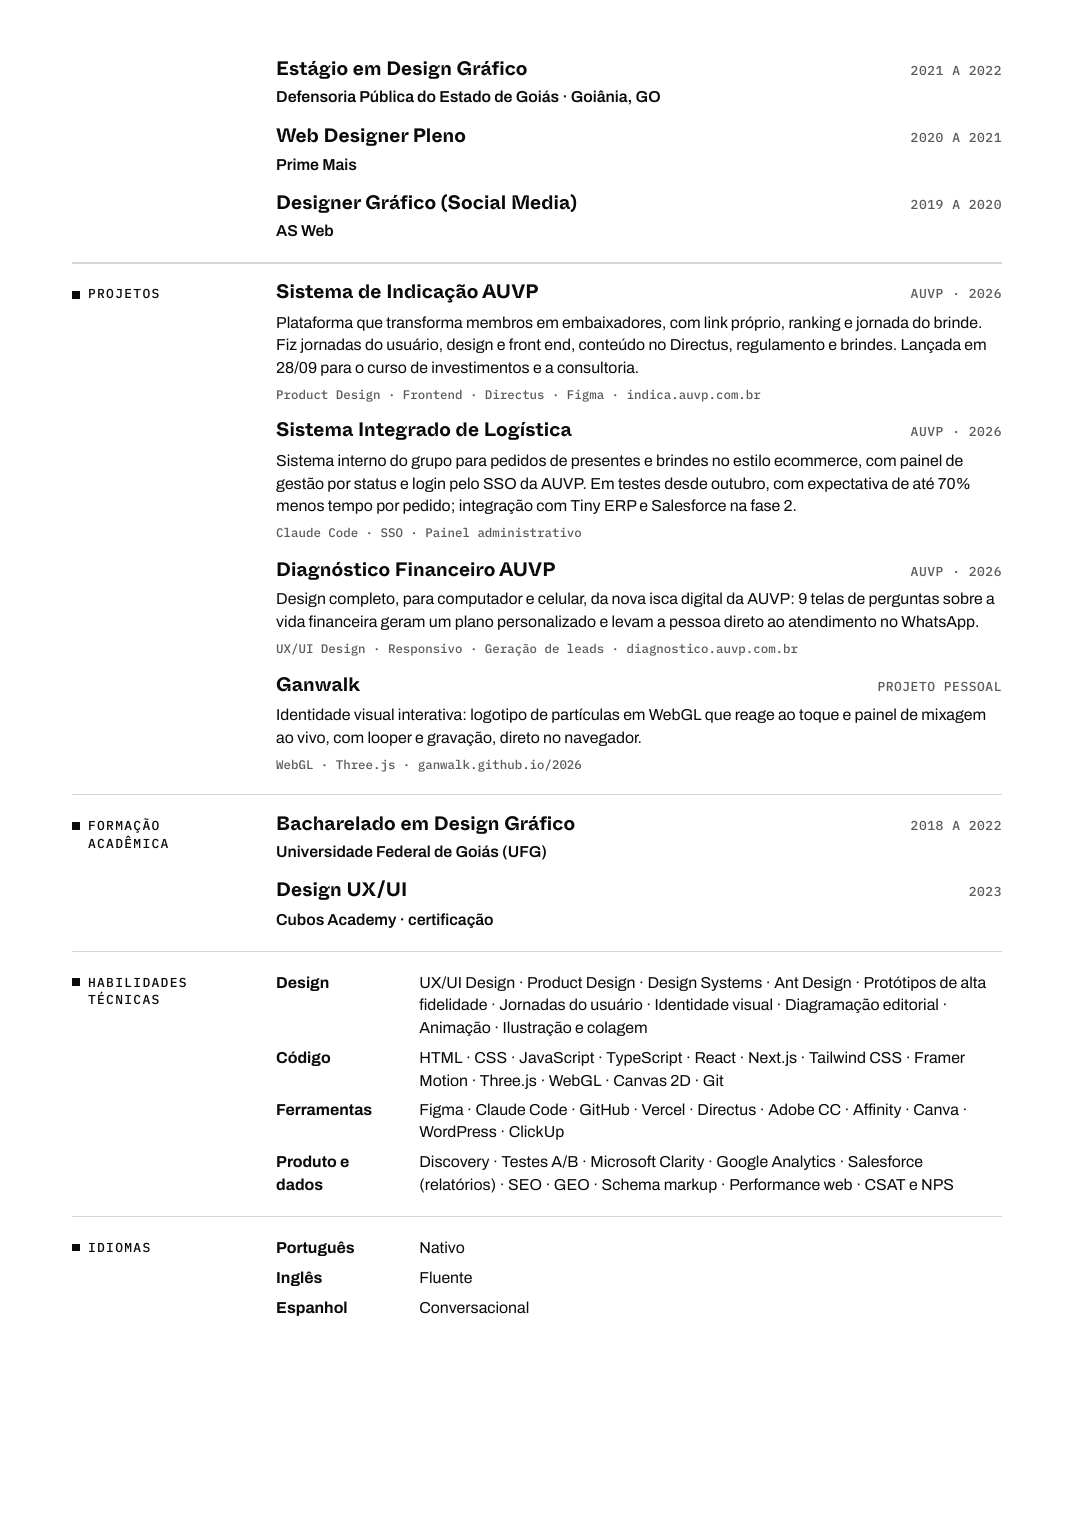 Estágio em Design Gráfico 2021 A 2022
Defensoria Pública do Estado de Goiás · Goiânia, GO
Web Designer Pleno 2020 A 2021
Prime Mais
Designer Gráfico (Social Media) 2019 A 2020
AS Web
PROJETOS
Sistema de Indicação AUVP AUVP · 2026
Plataforma que transforma membros em embaixadores, com link próprio, ranking e jornada do brinde.
Fiz jornadas do usuário, design e front end, conteúdo no Directus, regulamento e brindes. Lançada em
28/09 para o curso de investimentos e a consultoria.
Product Design · Frontend · Directus · Figma · indica.auvp.com.br
Sistema Integrado de Logística AUVP · 2026
Sistema interno do grupo para pedidos de presentes e brindes no estilo ecommerce, com painel de
gestão por status e login pelo SSO da AUVP. Em testes desde outubro, com expectativa de até 70%
menos tempo por pedido; integração com Tiny ERP e Salesforce na fase 2.
Claude Code · SSO · Painel administrativo
Diagnóstico Financeiro AUVP AUVP · 2026
Design completo, para computador e celular, da nova isca digital da AUVP: 9 telas de perguntas sobre a
vida financeira geram um plano personalizado e levam a pessoa direto ao atendimento no WhatsApp.
UX/UI Design · Responsivo · Geração de leads · diagnostico.auvp.com.br
Ganwalk PROJETO PESSOAL
Identidade visual interativa: logotipo de partículas em WebGL que reage ao toque e painel de mixagem
ao vivo, com looper e gravação, direto no navegador.
WebGL · Three.js · ganwalk.github.io/2026
FORMAÇÃO
ACADÊMICA
Bacharelado em Design Gráfico 2018 A 2022
Universidade Federal de Goiás (UFG)
Design UX/UI 2023
Cubos Academy · certificação
HABILIDADES
TÉCNICAS
Design UX/UI Design · Product Design · Design Systems · Ant Design · Protótipos de alta
fidelidade · Jornadas do usuário · Identidade visual · Diagramação editorial ·
Animação · Ilustração e colagem
Código HTML · CSS · JavaScript · TypeScript · React · Next.js · Tailwind CSS · Framer
Motion · Three.js · WebGL · Canvas 2D · Git
Ferramentas Figma · Claude Code · GitHub · Vercel · Directus · Adobe CC · Affinity · Canva ·
WordPress · ClickUp
Produto e Discovery · Testes A/B · Microsoft Clarity · Google Analytics · Salesforce
dados (relatórios) · SEO · GEO · Schema markup · Performance web · CSAT e NPS
IDIOMAS
Português Nativo
Inglês Fluente
Espanhol Conversacional